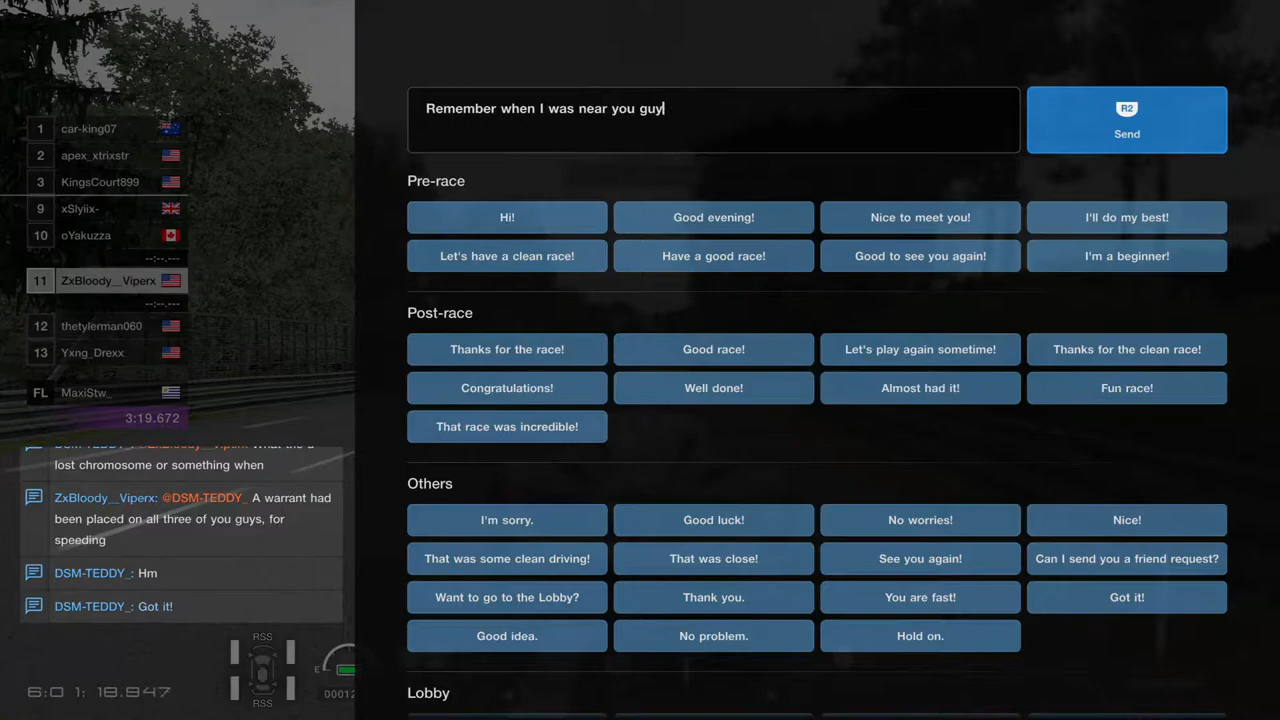 Remember when I was near you guy
R2
Send
Pre-race
Hi!
Good evening!
Nice to meet you!
I'll do my best!
Let's have a clean race!
Have a good race!
Good to see you again!
I'm a beginner!
Post-race
Thanks for the race!
Good race!
Let's play again sometime!
Thanks for the clean race!
Congratulations!
Well done!
Almost had it!
Fun race!
That race was incredible!
Others
I'm sorry.
Good luck!
No worries!
Nice!
That was some clean driving!
That was close!
See you again!
Can I send you a friend request?
Want to go to the Lobby?
Thank you.
You are fast!
Got it!
Good idea.
No problem.
Hold on.
Lobby
1 car-king07
2 apex_xtrixstr
3 KingsCourt899
9 xSlyiix-
10 oYakuzza
--:--.---
11 ZxBloody__Viperx
--:--.---
12 thetylerman060
13 Yxng_Drexx
FL MaxiStw_
3:19.672
lost chromosome or something when
ZxBloody__Viperx: @DSM-TEDDY_ A warrant had
been placed on all three of you guys, for
speeding
DSM-TEDDY_: Hm
DSM-TEDDY_: Got it!
RSS
E
00012
RSS
6:0 1: 18.947